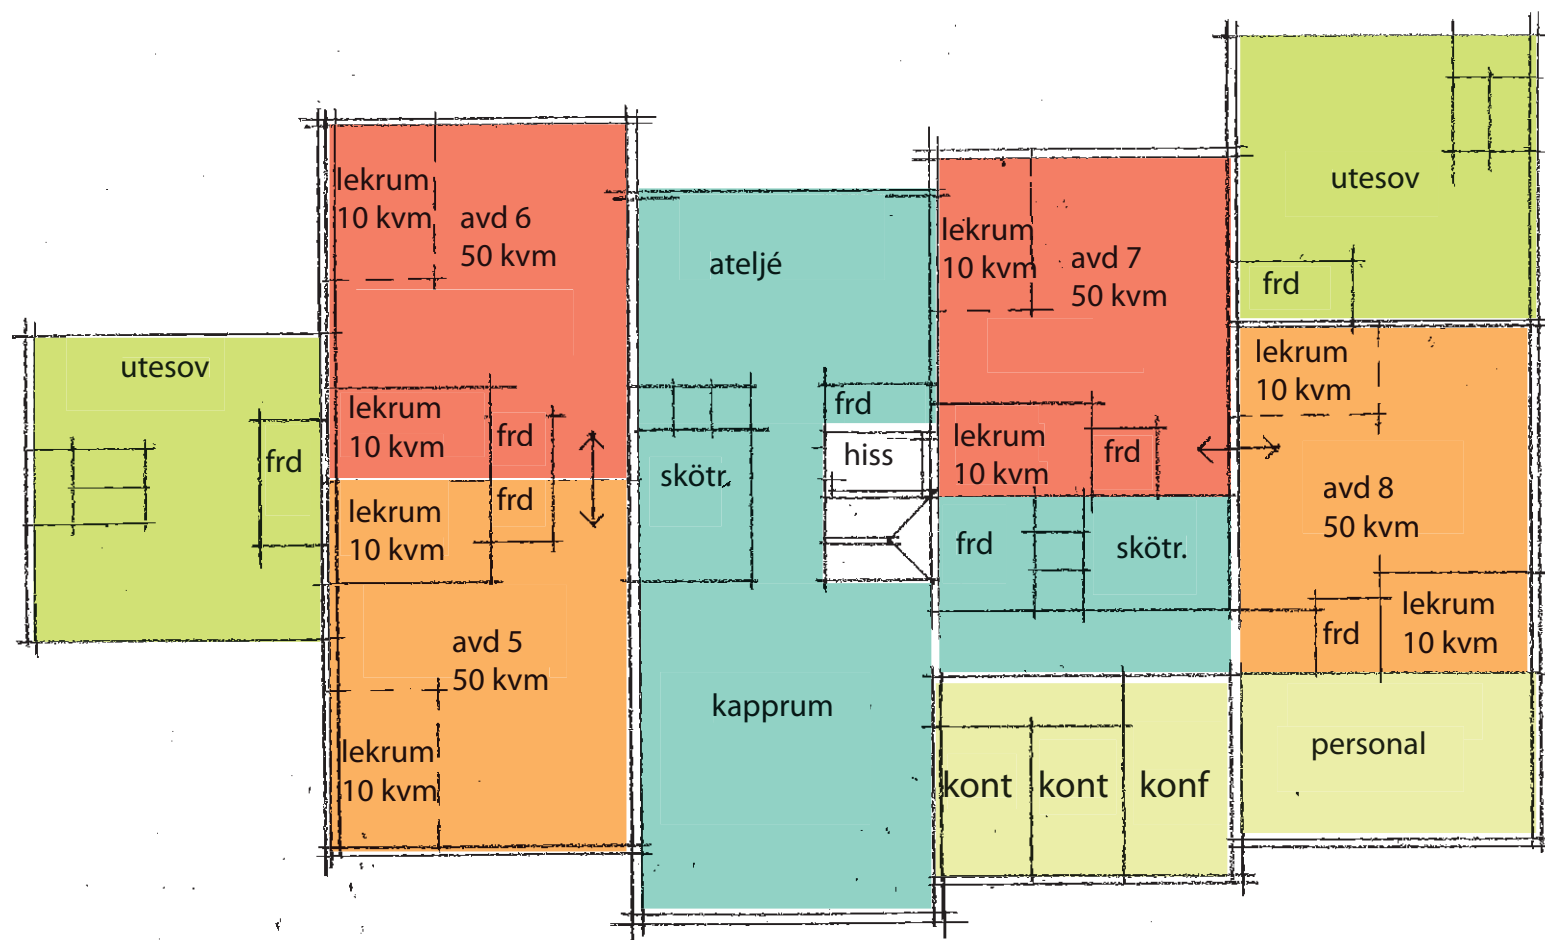 utesov
frd
lekrum
10 kvm
avd 6
50 kvm
lekrum
10 kvm
frd
lekrum
10 kvm
frd
avd 5
50 kvm
lekrum
10 kvm
ateljé
frd
hiss
skötr.
kapprum
lekrum
10 kvm
avd 7
50 kvm
lekrum
10 kvm
frd
frd
skötr.
kont
kont
konf
utesov
frd
lekrum
10 kvm
avd 8
50 kvm
lekrum
10 kvm
frd
personal